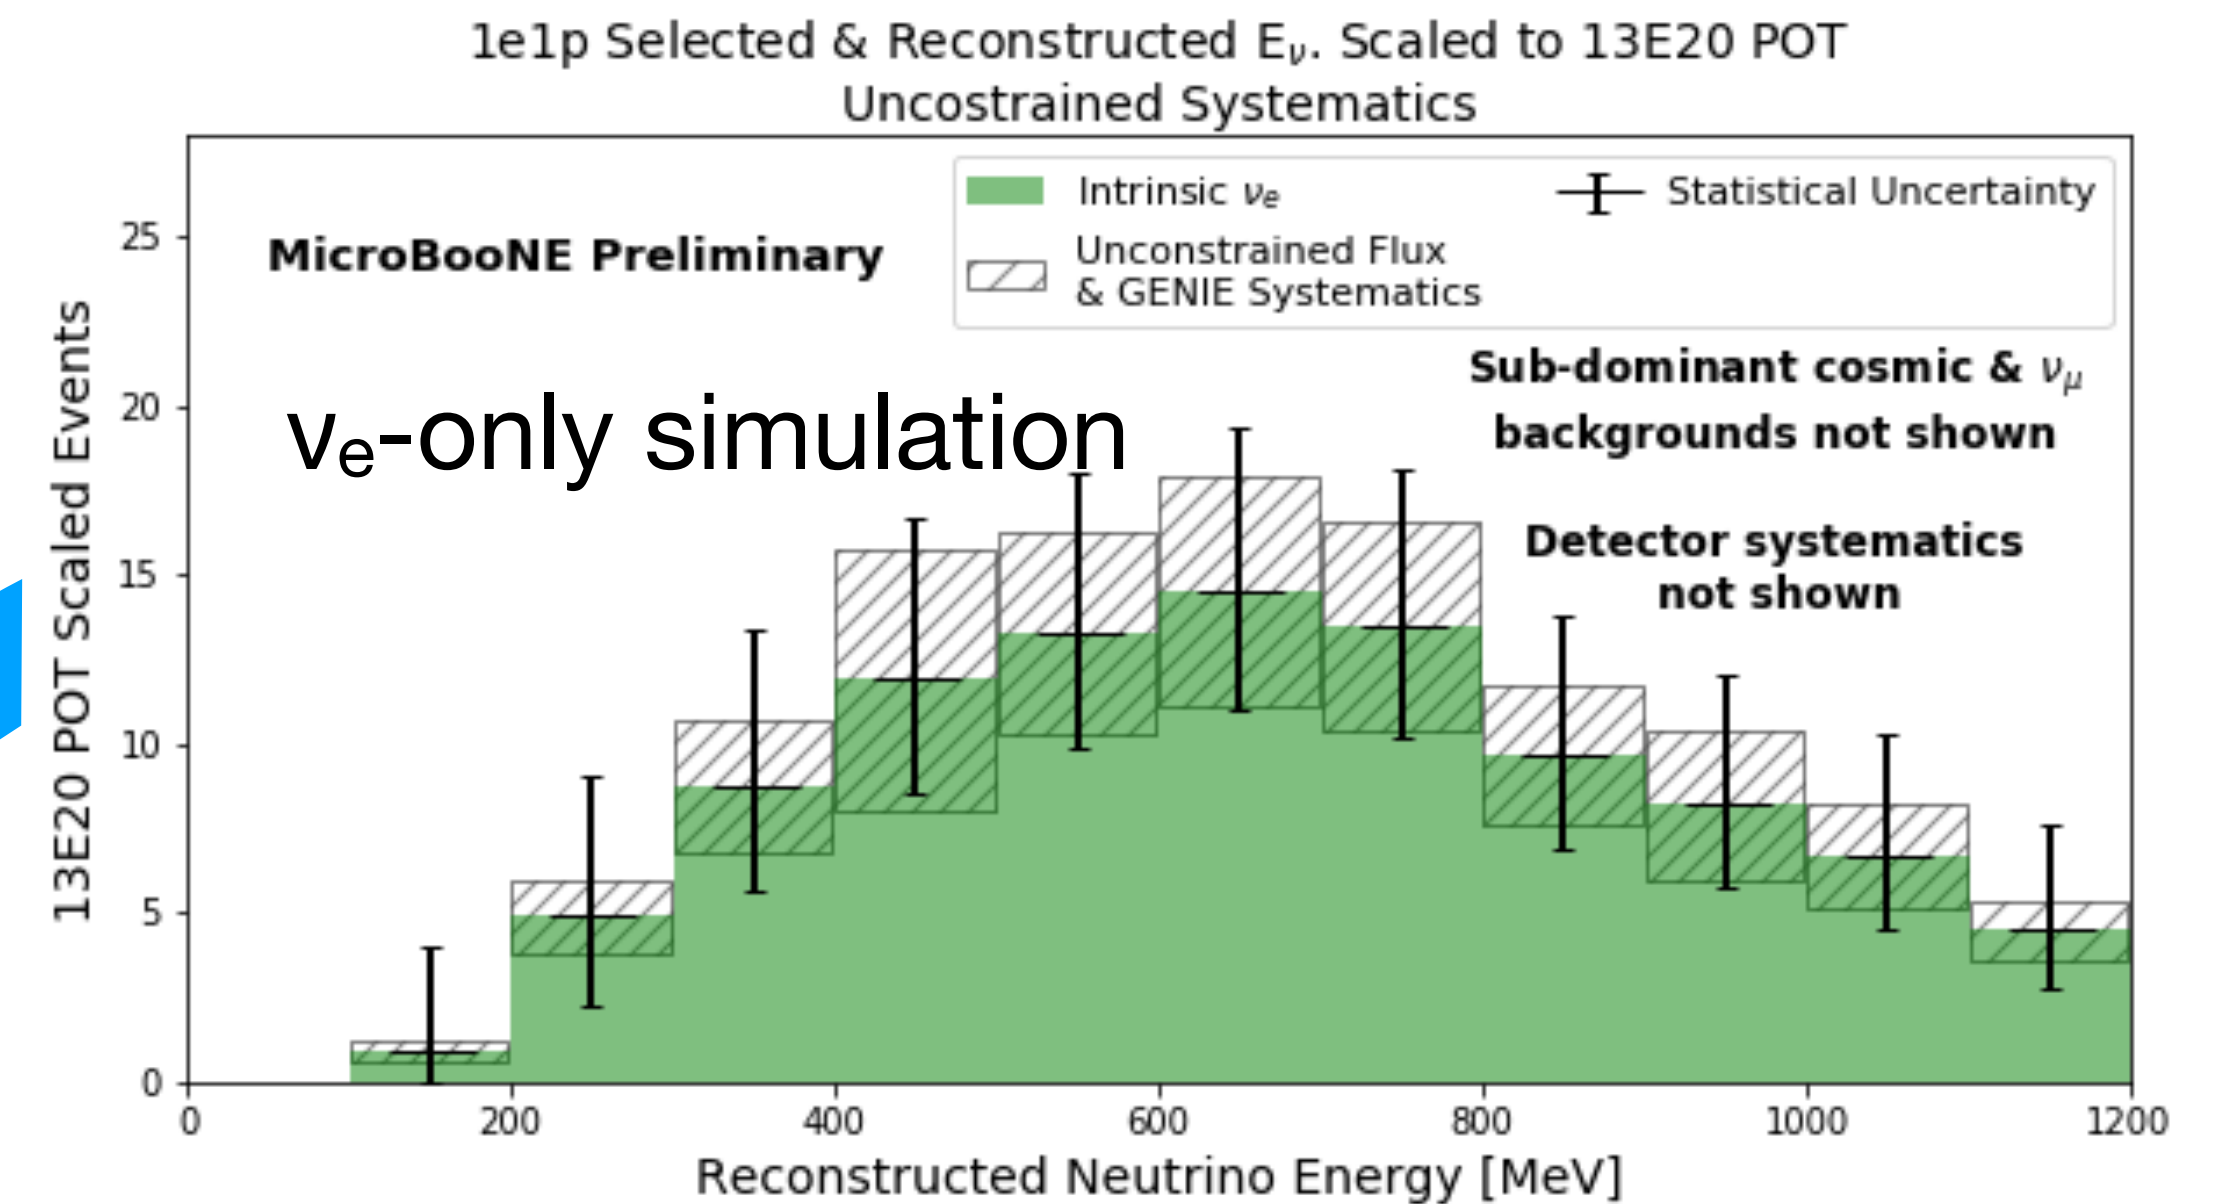 1e1p Selected & Reconstructed Eν. Scaled to 13E20 POT
Uncostrained Systematics
Intrinsic νe
Statistical Uncertainty
Unconstrained Flux
& GENIE Systematics
MicroBooNE Preliminary
Sub-dominant cosmic & νμ
backgrounds not shown
νe-only simulation
Detector systematics
not shown
13E20 POT Scaled Events
25
20
15
10
5
0
0 200 400 600 800 1000 1200
Reconstructed Neutrino Energy [MeV]